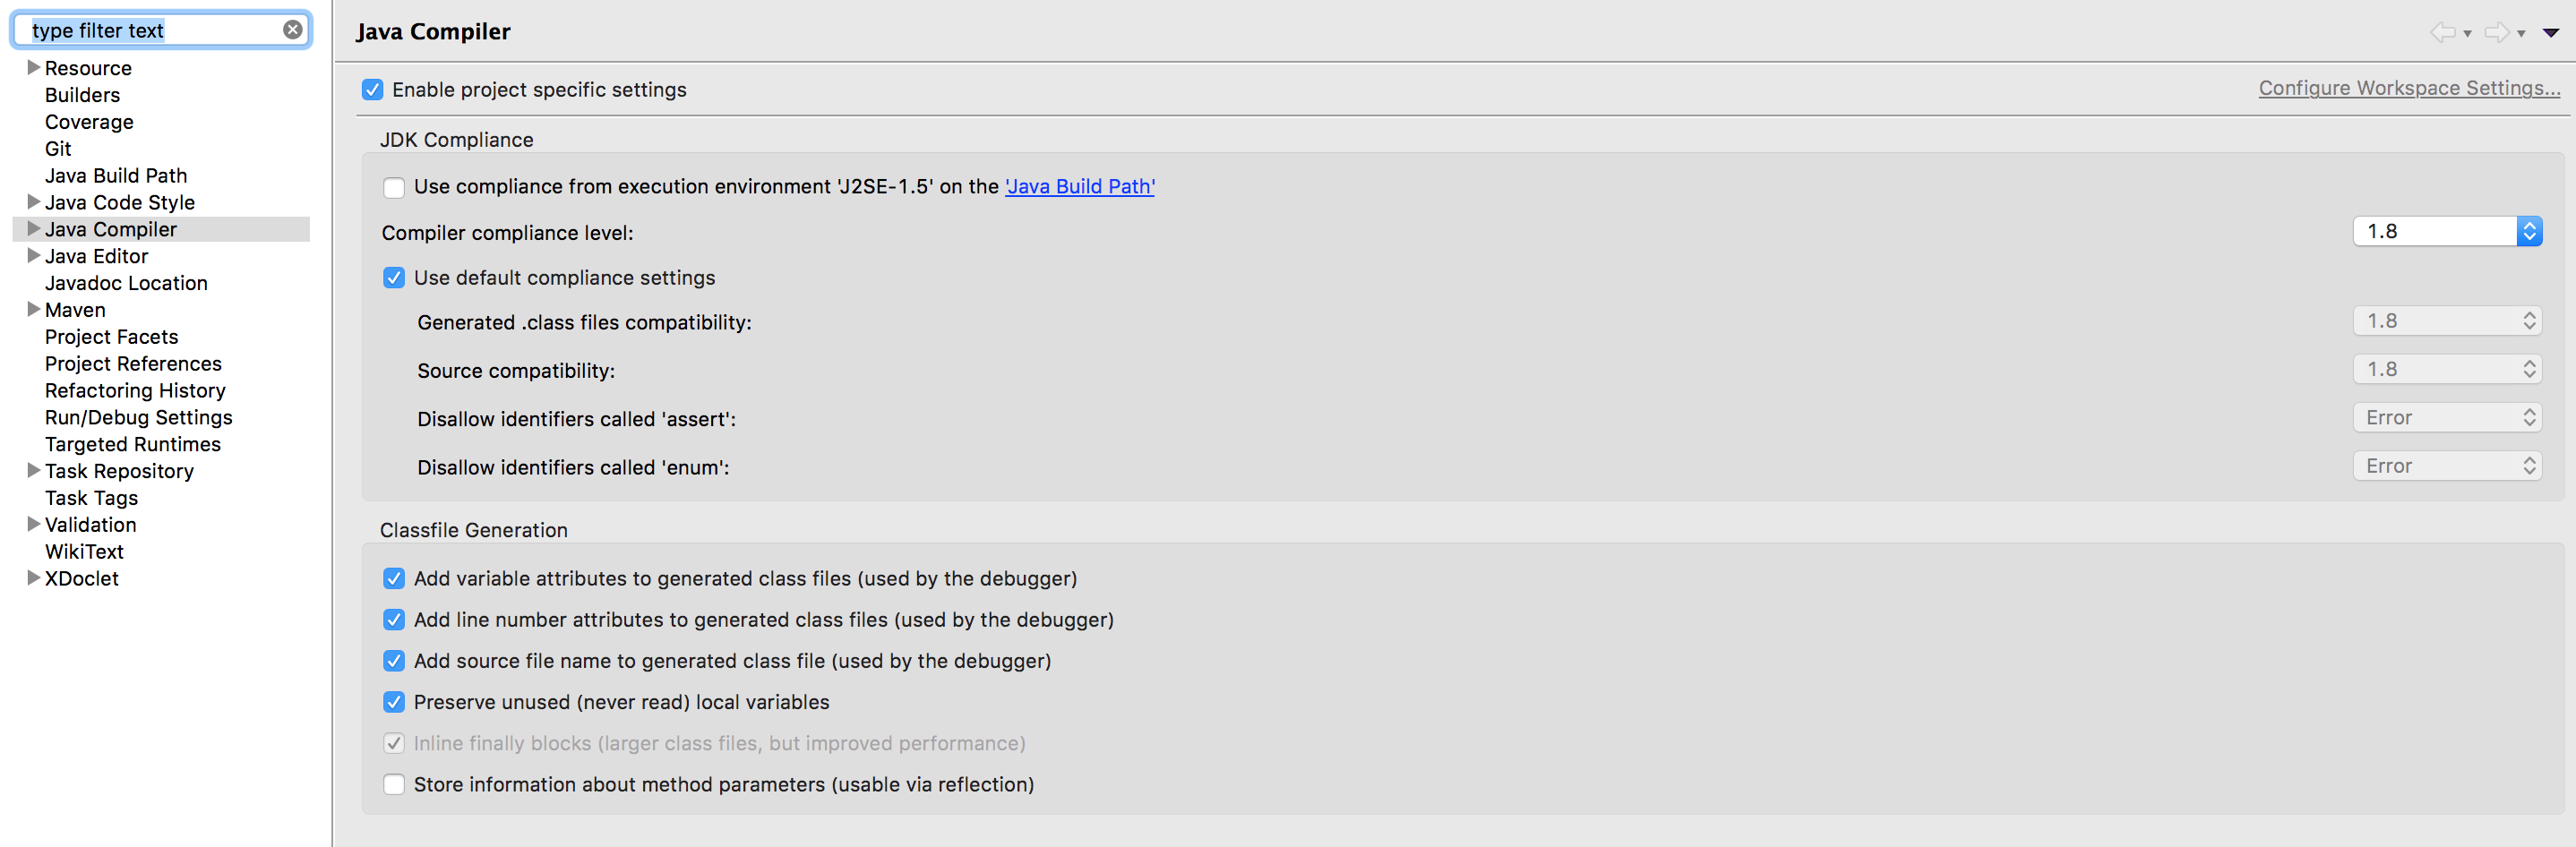 type filter text
Resource
Builders
Coverage
Git
Java Build Path
Java Code Style
Java Compiler
Java Editor
Javadoc Location
Maven
Project Facets
Project References
Refactoring History
Run/Debug Settings
Targeted Runtimes
Task Repository
Task Tags
Validation
WikiText
XDoclet
Java Compiler
Enable project specific settings
Configure Workspace Settings...
JDK Compliance
Use compliance from execution environment 'J2SE-1.5' on the 'Java Build Path'
Compiler compliance level: 1.8
Use default compliance settings
Generated .class files compatibility: 1.8
Source compatibility: 1.8
Disallow identifiers called 'assert': Error
Disallow identifiers called 'enum': Error
Classfile Generation
Add variable attributes to generated class files (used by the debugger)
Add line number attributes to generated class files (used by the debugger)
Add source file name to generated class file (used by the debugger)
Preserve unused (never read) local variables
Inline finally blocks (larger class files, but improved performance)
Store information about method parameters (usable via reflection)